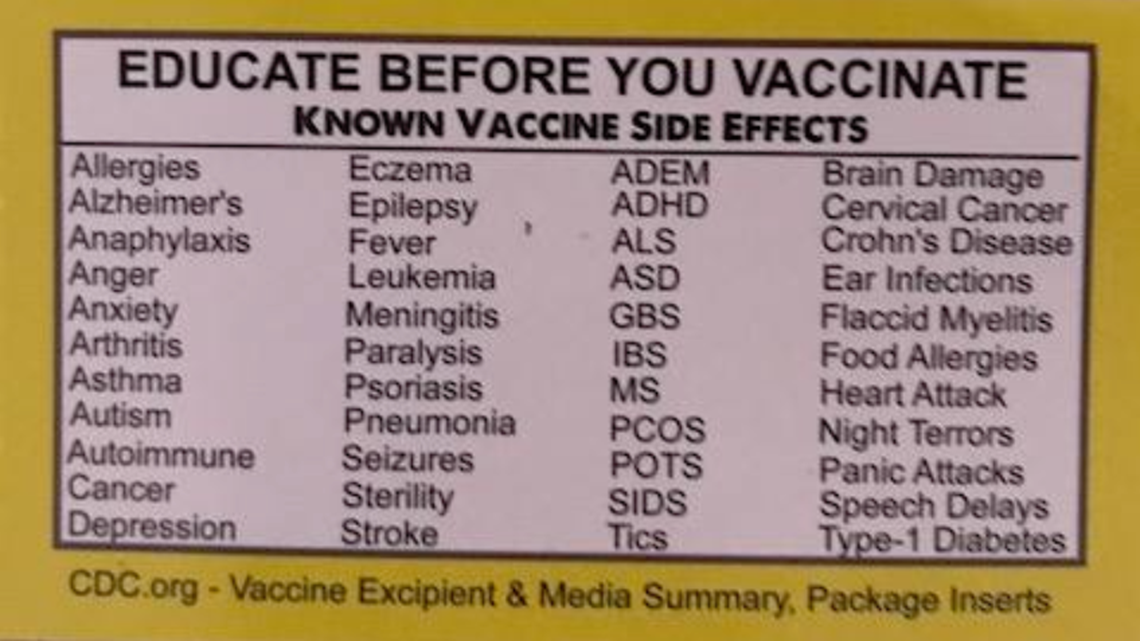 EDUCATE BEFORE YOU VACCINATE
KNOWN VACCINE SIDE EFFECTS
Allergies
Alzheimer's
Anaphylaxis
Anger
Anxiety
Arthritis
Asthma
Autism
Autoimmune
Cancer
Depression
Eczema
Epilepsy
Fever
Leukemia
Meningitis
Paralysis
Psoriasis
Pneumonia
Seizures
Sterility
Stroke
ADEM
ADHD
ALS
ASD
GBS
IBS
MS
PCOS
POTS
SIDS
Tics
Brain Damage
Cervical Cancer
Crohn's Disease
Ear Infections
Flaccid Myelitis
Food Allergies
Heart Attack
Night Terrors
Panic Attacks
Speech Delays
Type-1 Diabetes
CDC.org - Vaccine Excipient & Media Summary, Package Inserts